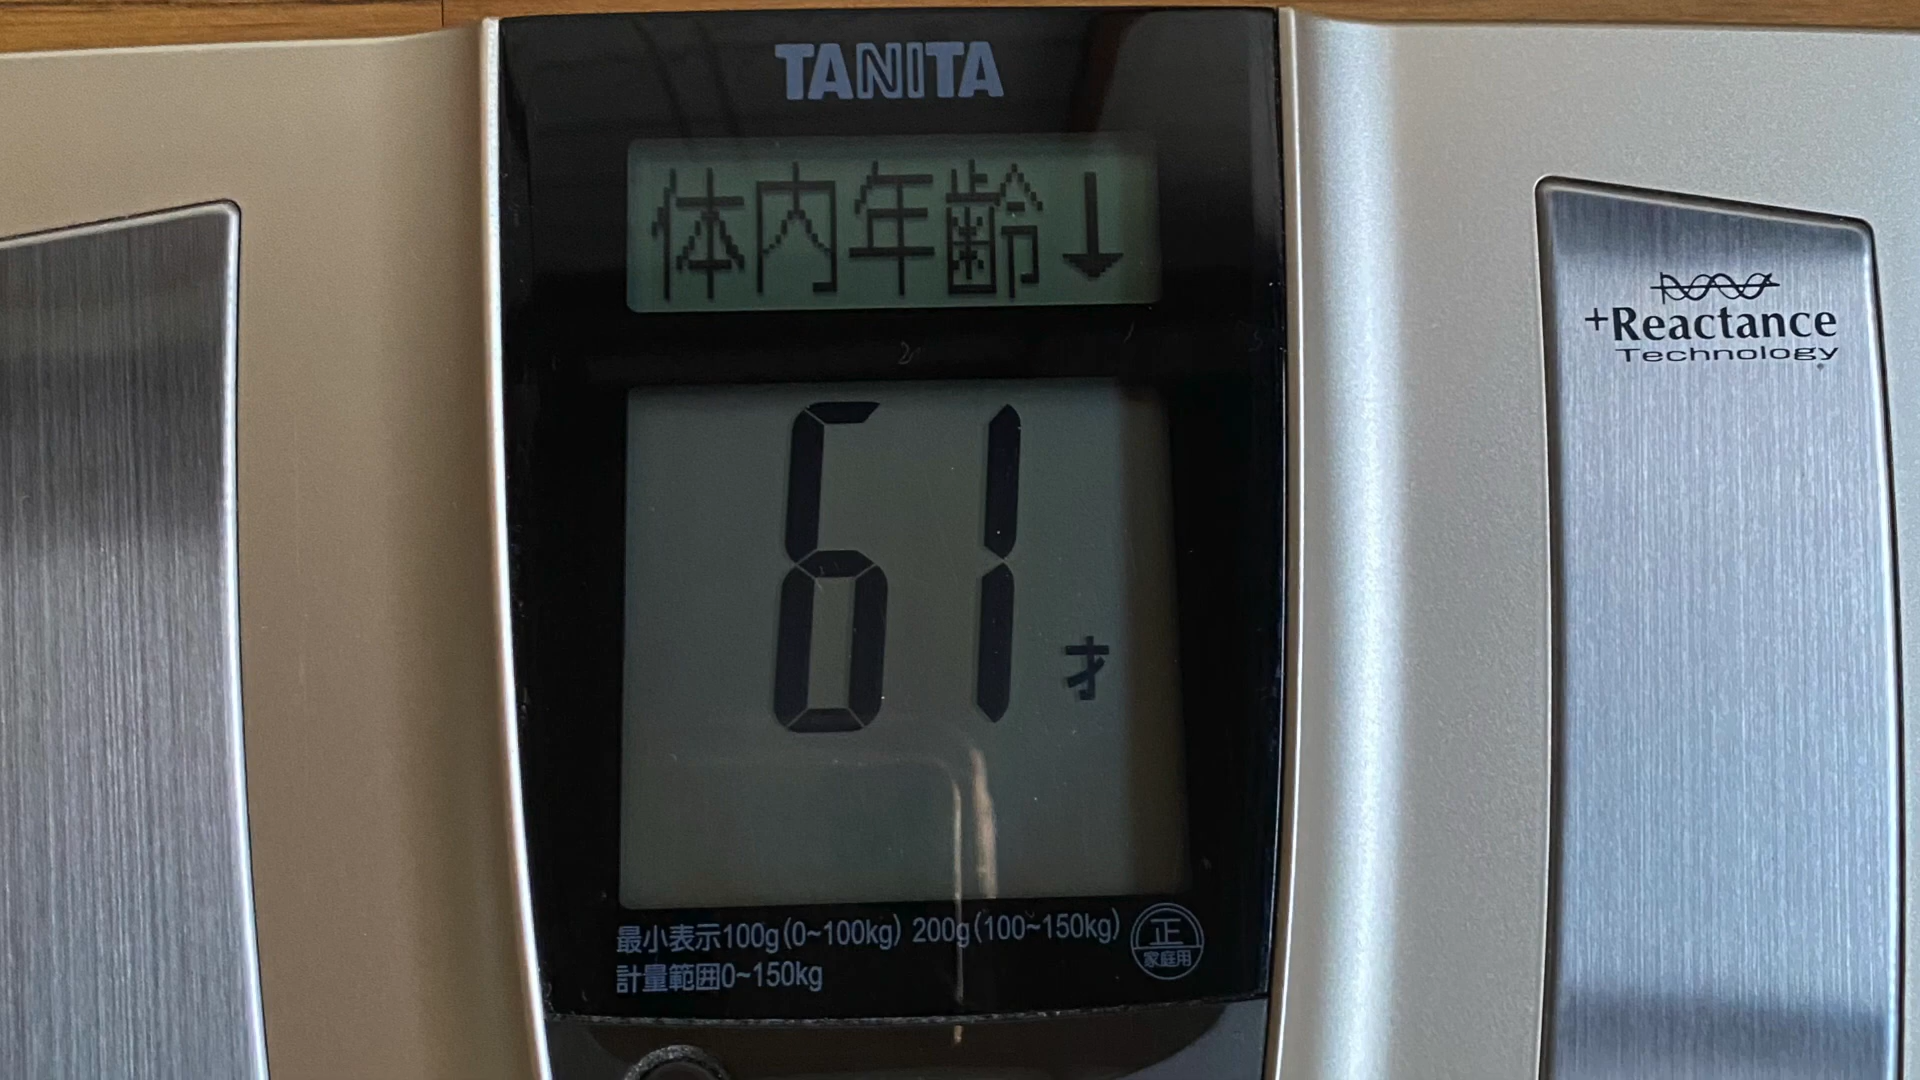 TANITA
体内年齢↓
+Reactance
Technology
61才
最小表示100g(0~100kg) 200g(100~150kg)
計量範囲0~150kg
正
家庭用